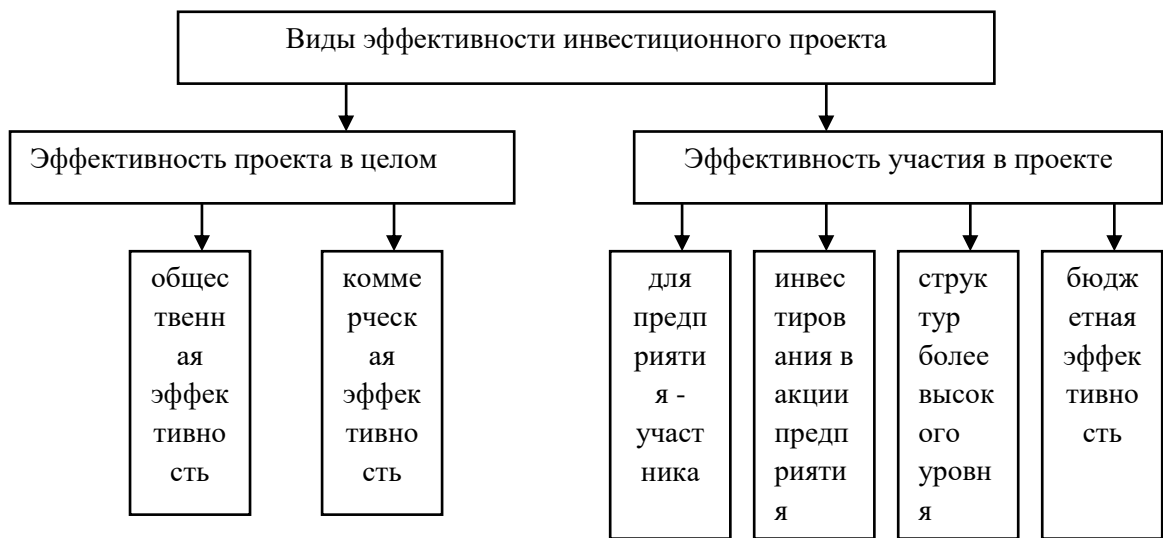 Виды эффективности инвестиционного проекта
Эффективность проекта в целом
Эффективность участия в проекте
общес
твенн
ая
эффек
тивно
сть
комме
рческ
ая
эффек
тивно
сть
для
предп
рияти
я -
участ
ника
инвес
тиров
ания в
акции
предп
рияти
я
струк
тур
более
высок
ого
уровн
я
бюдж
етная
эффек
тивно
сть